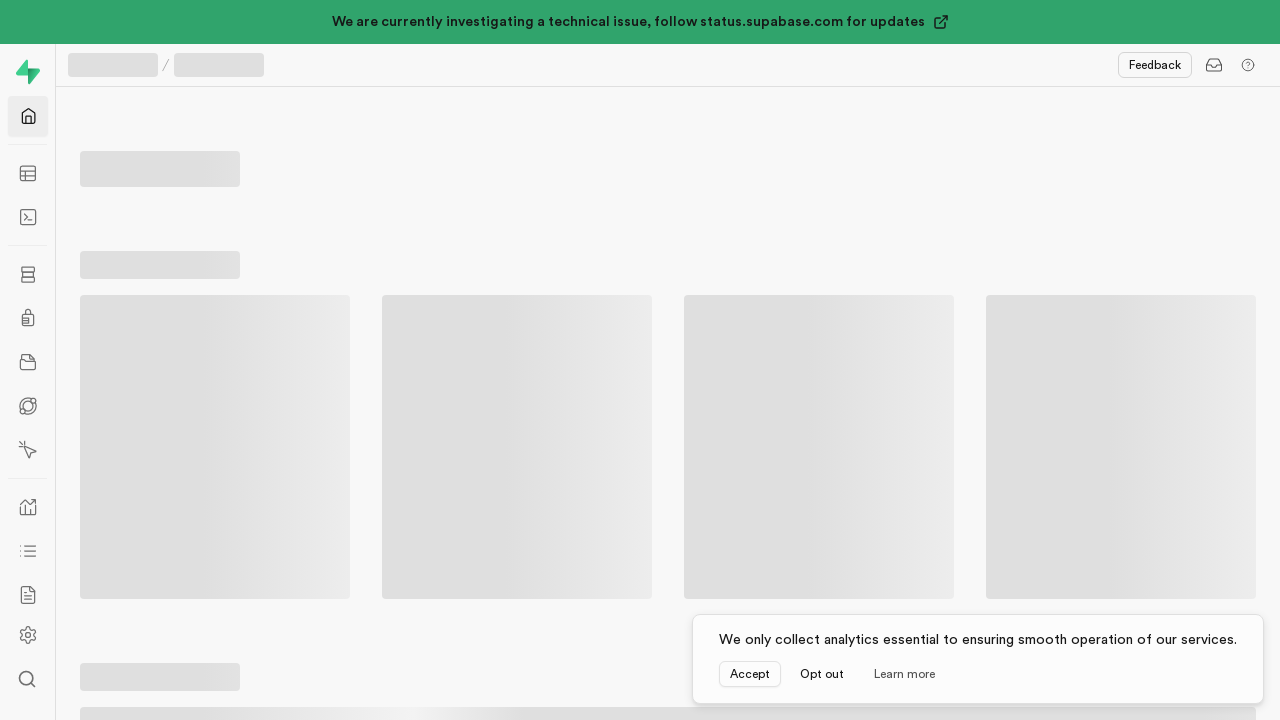 We are currently investigating a technical issue, follow status.supabase.com for updates
/
Feedback
We only collect analytics essential to ensuring smooth operation of our services.
Accept Opt out Learn more